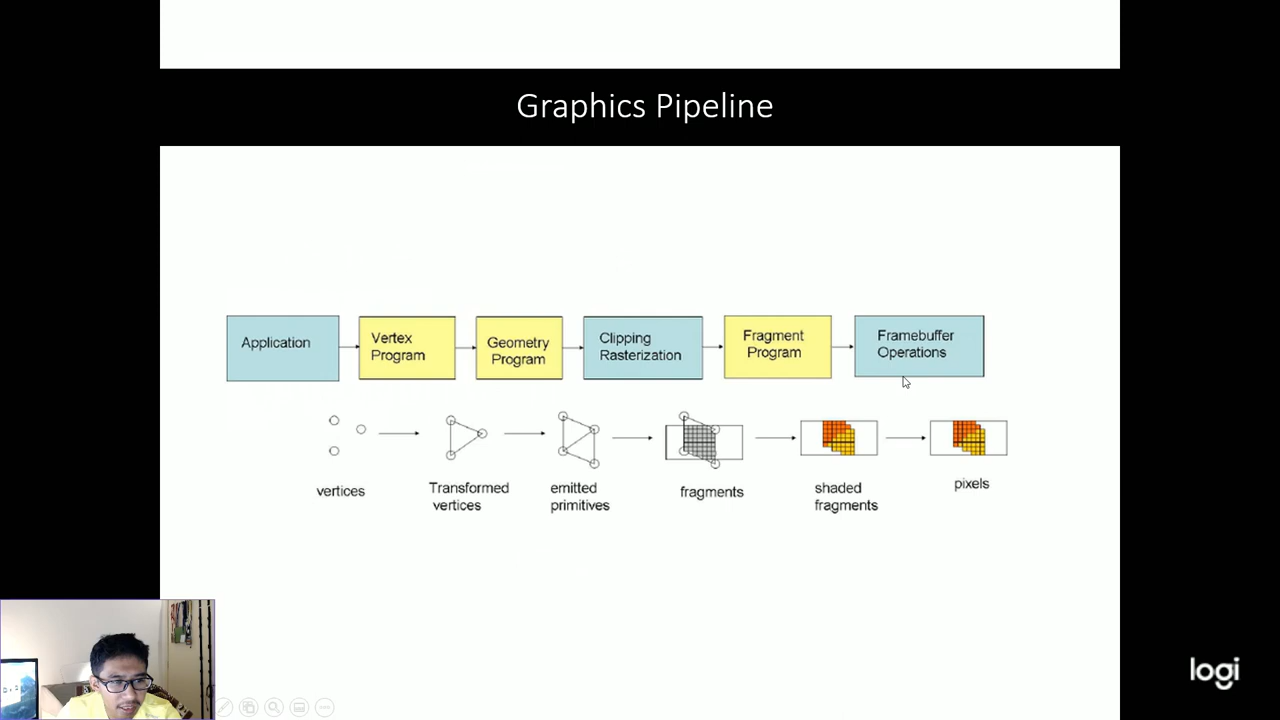 Graphics Pipeline
Application
Vertex
Program
Geometry
Program
Clipping
Rasterization
Fragment
Program
Framebuffer
Operations
vertices
Transformed
vertices
emitted
primitives
fragments
shaded
fragments
pixels
logi